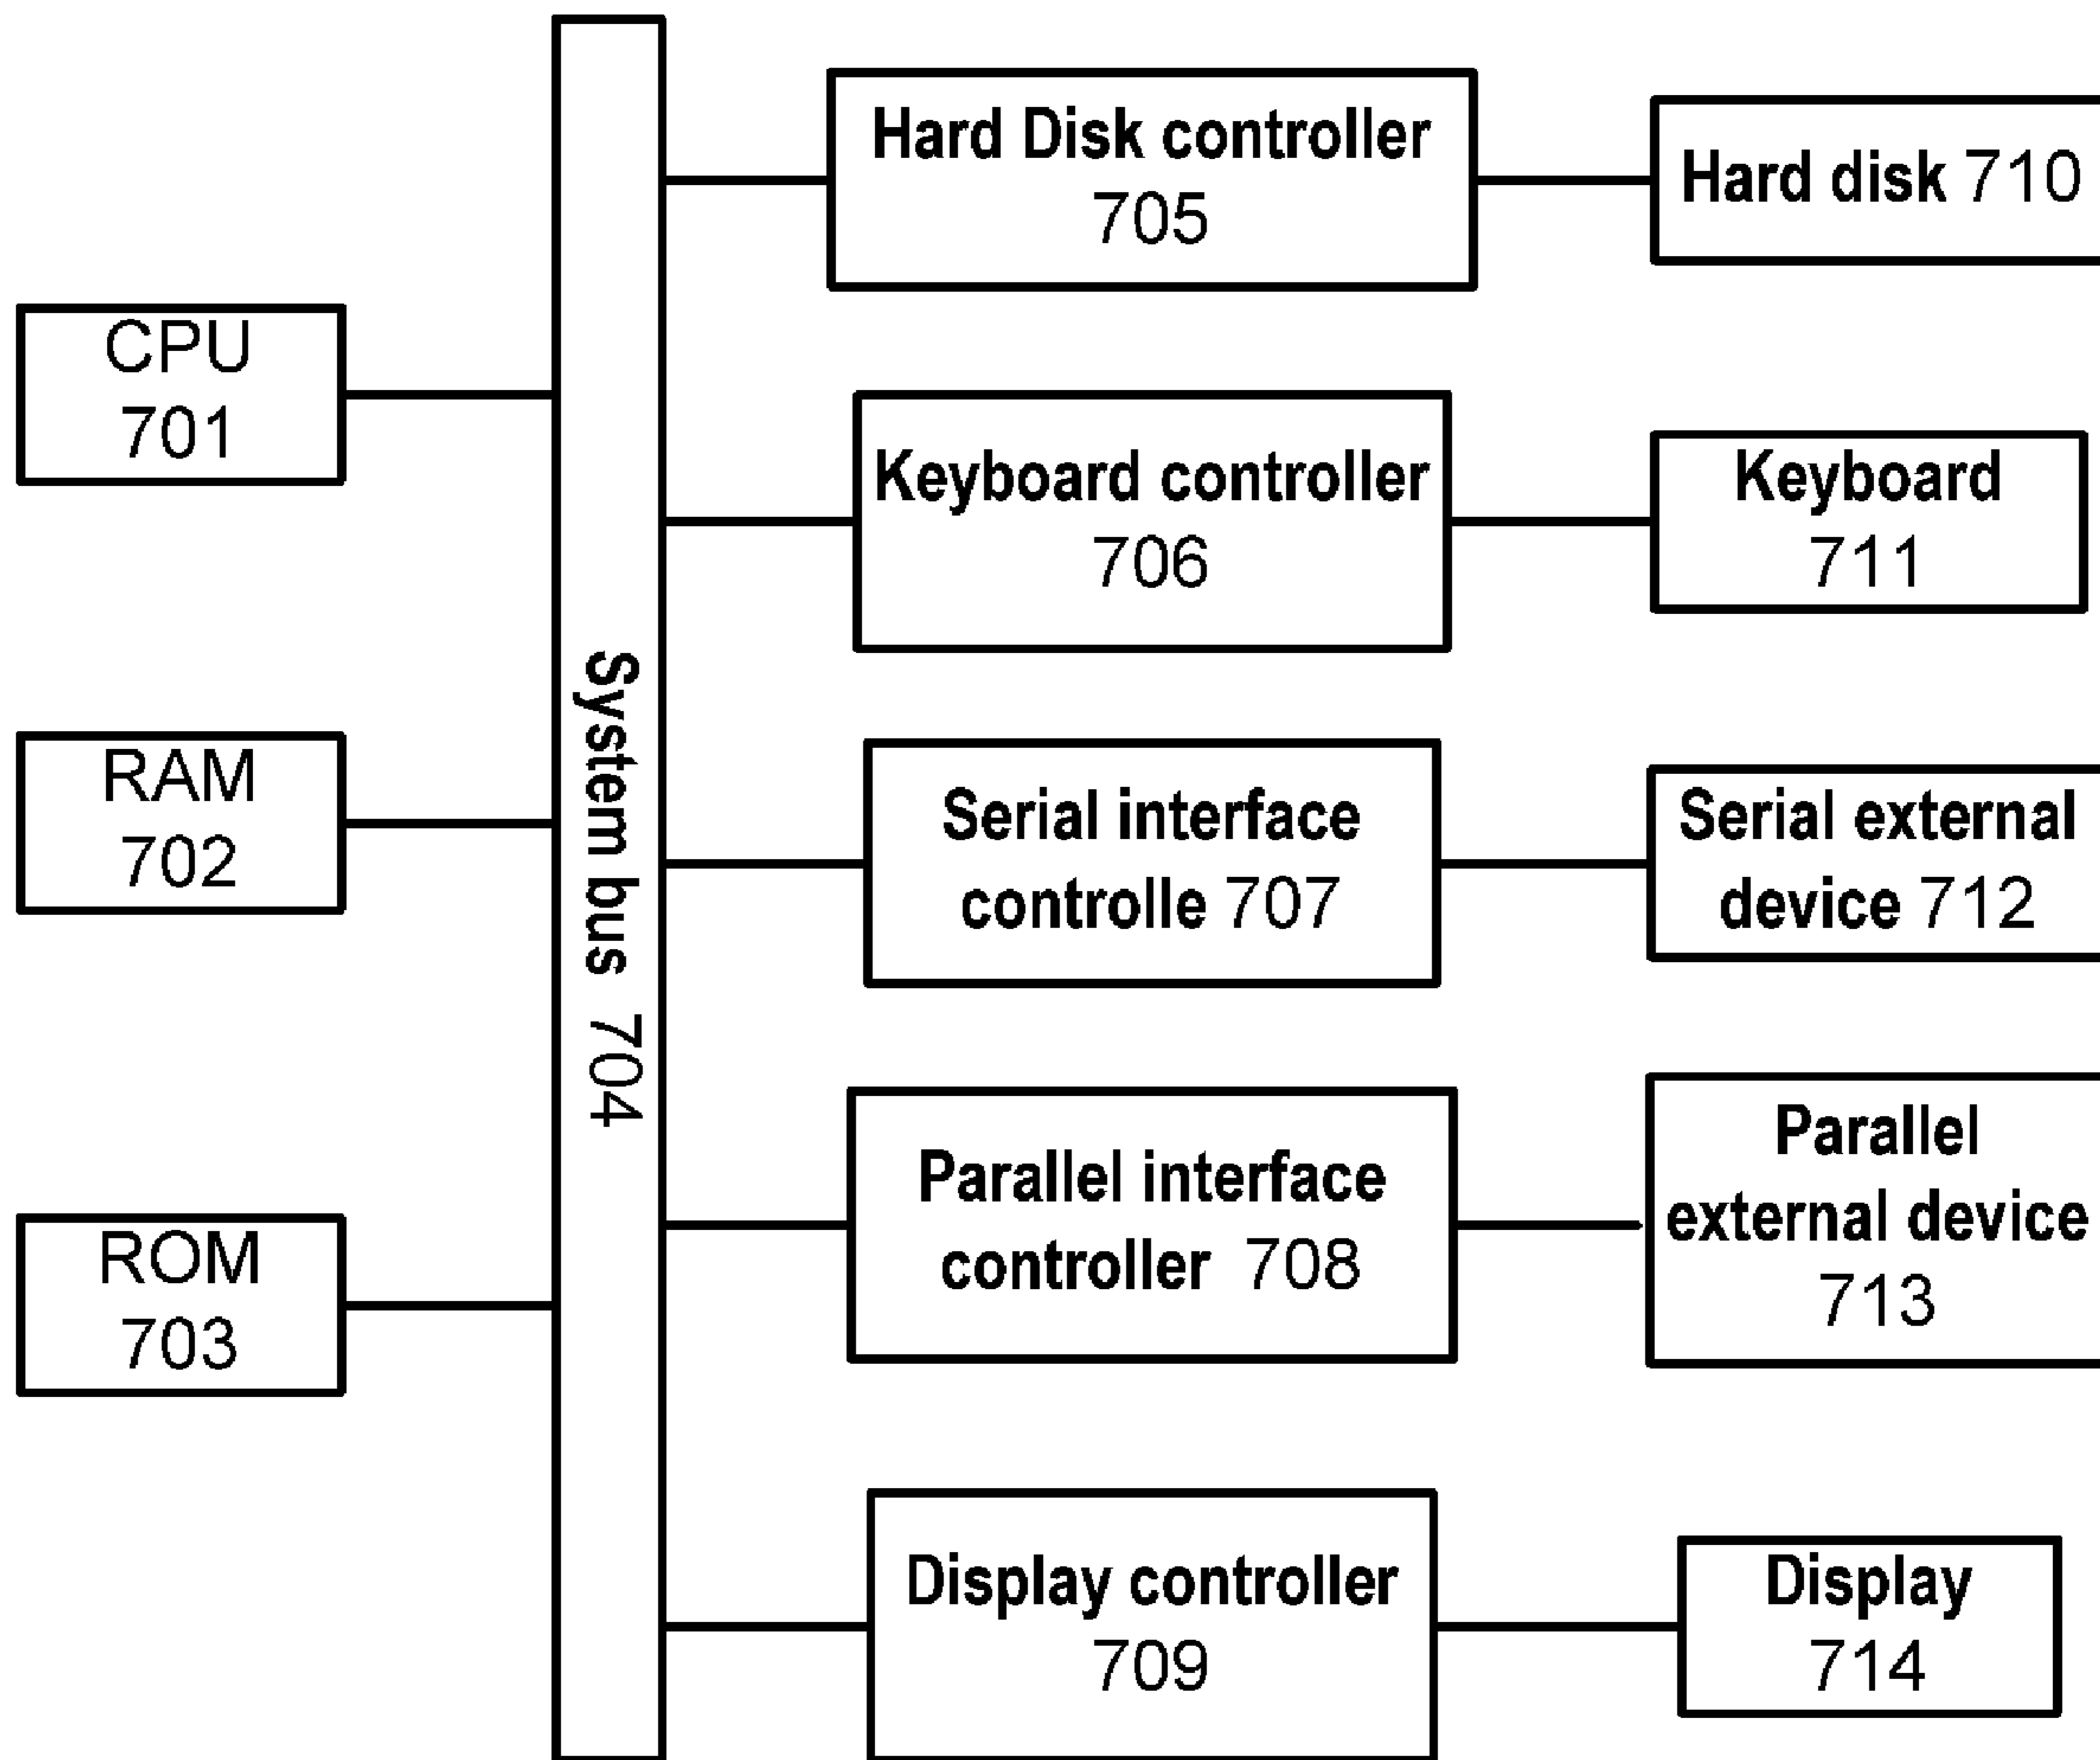 CPU
701
RAM
702
ROM
703
System bus 704
Hard Disk controller
705
Hard disk 710
Keyboard controller
706
Keyboard
711
Serial interface
controlle 707
Serial external
device 712
Parallel interface
controller 708
Parallel
external device
713
Display controller
709
Display
714